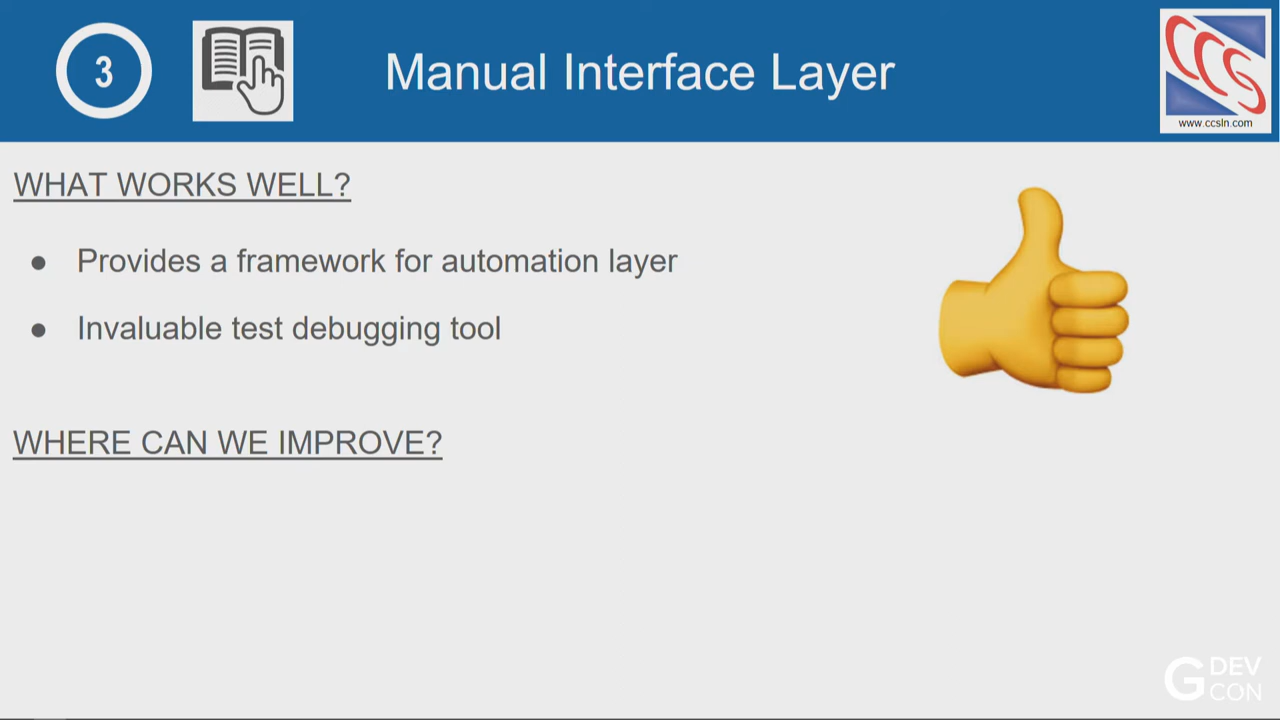 3
Manual Interface Layer
CCS
www.ccsln.com
WHAT WORKS WELL?
● Provides a framework for automation layer
● Invaluable test debugging tool
WHERE CAN WE IMPROVE?
G DEV
CON